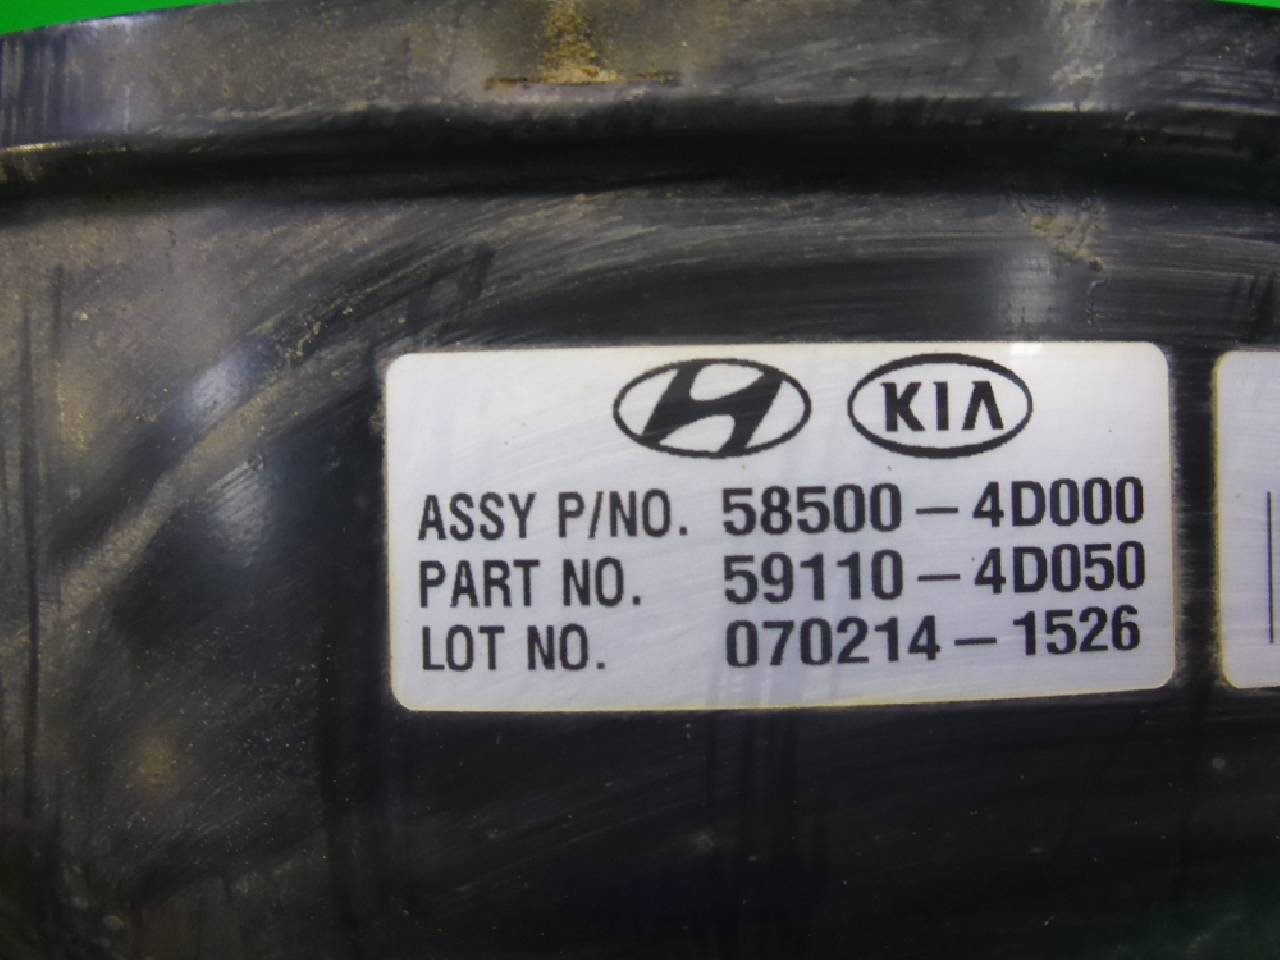 KIA
ASSY P/NO. 58500-4D000
PART NO. 59110-4D050
LOT NO. 070214-1526